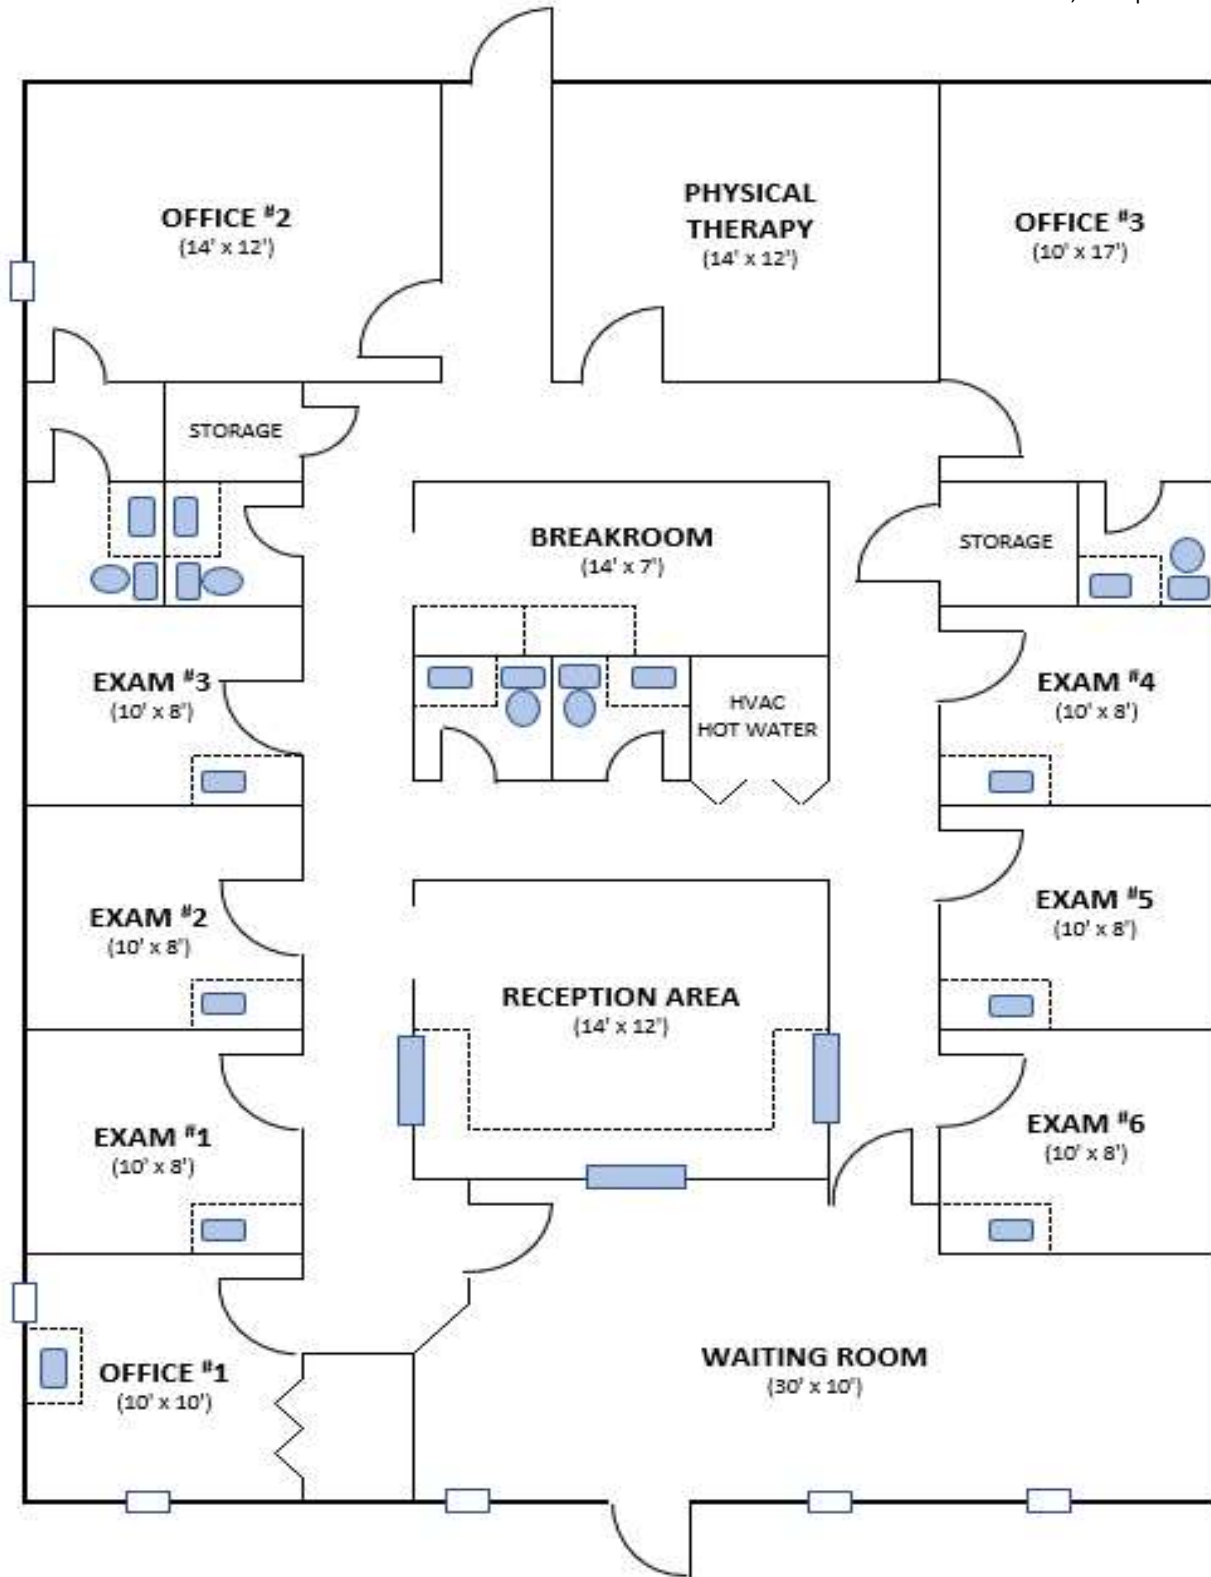 OFFICE #2
(14' x 12')
PHYSICAL
THERAPY
(14' x 12')
OFFICE #3
(10' x 17')
STORAGE
BREAKROOM
(14' x 7')
STORAGE
EXAM #3
(10' x 8')
HVAC
HOT WATER
EXAM #4
(10' x 8')
EXAM #2
(10' x 8')
EXAM #5
(10' x 8')
RECEPTION AREA
(14' x 12')
EXAM #1
(10' x 8')
EXAM #6
(10' x 8')
OFFICE #1
(10' x 10')
WAITING ROOM
(30' x 10')